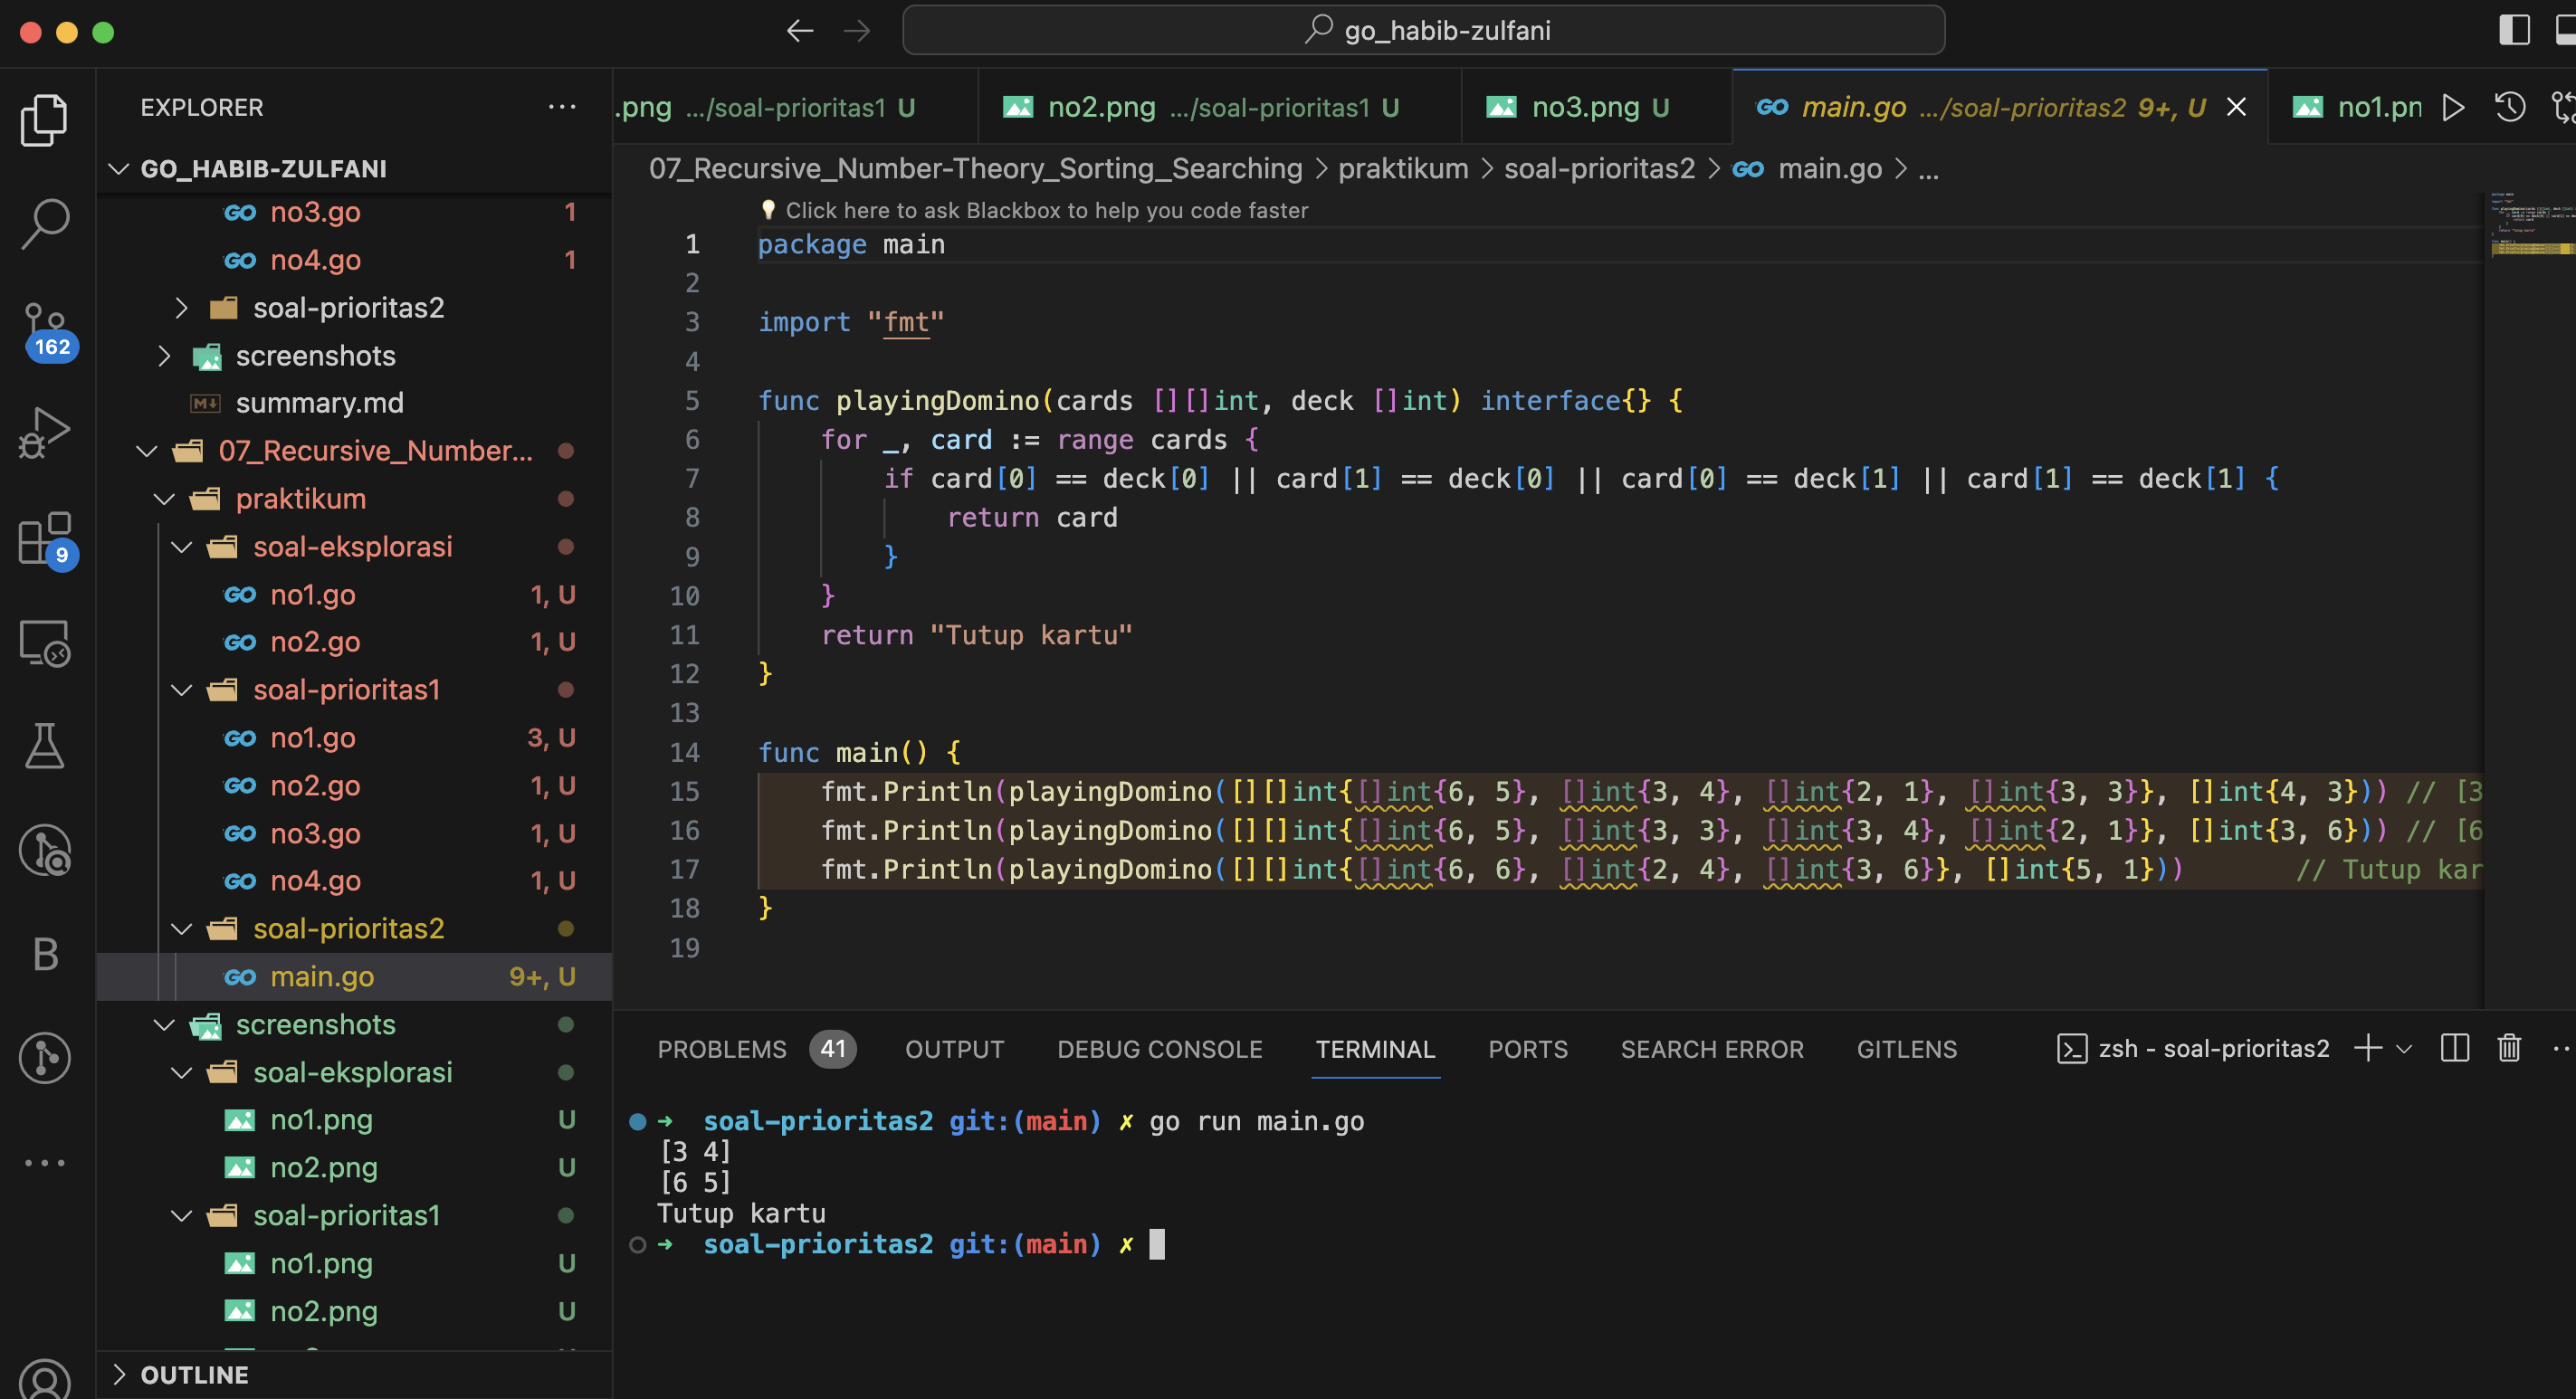 go_habib-zulfani
EXPLORER
GO_HABIB-ZULFANI
no3.go 1
no4.go 1
soal-prioritas2
screenshots
summary.md
07_Recursive_Number...
praktikum
soal-eksplorasi
no1.go 1, U
no2.go 1, U
soal-prioritas1
no1.go 3, U
no2.go 1, U
no3.go 1, U
no4.go 1, U
soal-prioritas2
main.go 9+, U
screenshots
soal-eksplorasi
no1.png U
no2.png U
soal-prioritas1
no1.png U
no2.png U
OUTLINE
162
9
B
.png .../soal-prioritas1 U
no2.png .../soal-prioritas1 U
no3.png U
main.go .../soal-prioritas2 9+, U
no1.pn
07_Recursive_Number-Theory_Sorting_Searching > praktikum > soal-prioritas2 > main.go > ...
Click here to ask Blackbox to help you code faster
1 package main
2
3 import "fmt"
4
5 func playingDomino(cards [][]int, deck []int) interface{} {
6 for _, card := range cards {
7 if card[0] == deck[0] || card[1] == deck[0] || card[0] == deck[1] || card[1] == deck[1] {
8 return card
9 }
10 }
11 return "Tutup kartu"
12 }
13
14 func main() {
15 fmt.Println(playingDomino([][]int{[]int{6, 5}, []int{3, 4}, []int{2, 1}, []int{3, 3}}, []int{4, 3})) // [3
16 fmt.Println(playingDomino([][]int{[]int{6, 5}, []int{3, 3}, []int{3, 4}, []int{2, 1}}, []int{3, 6})) // [6
17 fmt.Println(playingDomino([][]int{[]int{6, 6}, []int{2, 4}, []int{3, 6}}, []int{5, 1})) // Tutup kar
18 }
19
PROBLEMS 41 OUTPUT DEBUG CONSOLE TERMINAL PORTS SEARCH ERROR GITLENS zsh - soal-prioritas2
➜ soal-prioritas2 git:(main) ✗ go run main.go
[3 4]
[6 5]
Tutup kartu
➜ soal-prioritas2 git:(main) ✗